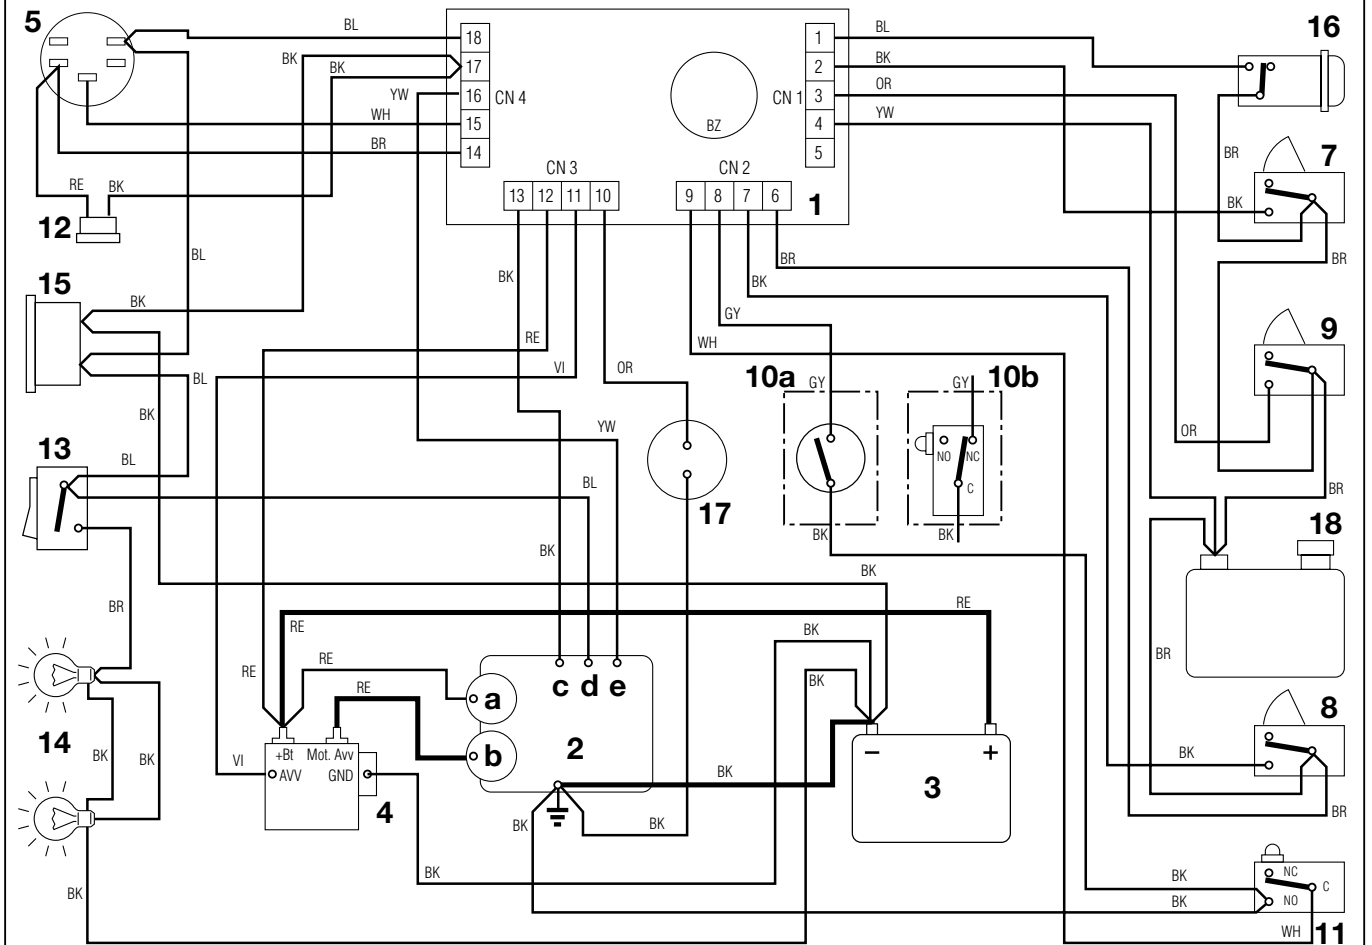 5
BL
18
1
BL
16
BK
BK
17
2
BK
YW
16
CN 4
CN 1
3
OR
WH
15
BZ
4
YW
BR
14
5
BR
7
CN 3
CN 2
RE
BK
13
12
11
10
9
8
7
6
1
BK
12
BL
BK
BR
BK
BR
15
BK
GY
9
RE
WH
VI
OR
10a
GY
GY
10b
BL
BK
YW
OR
13
BL
NO
NC
BL
17
C
BR
18
BK
BK
BK
BK
BR
RE
BK
RE
BR
RE
RE
RE
BK
c
d
e
a
8
14
BK
BK
+Bt
Mot. Avv
b
2
–
+
BK
VI
AVV
GND
BK
3
4
BR
BK
BK
BK
BK
NC
C
BK
BK
NO
WH
11